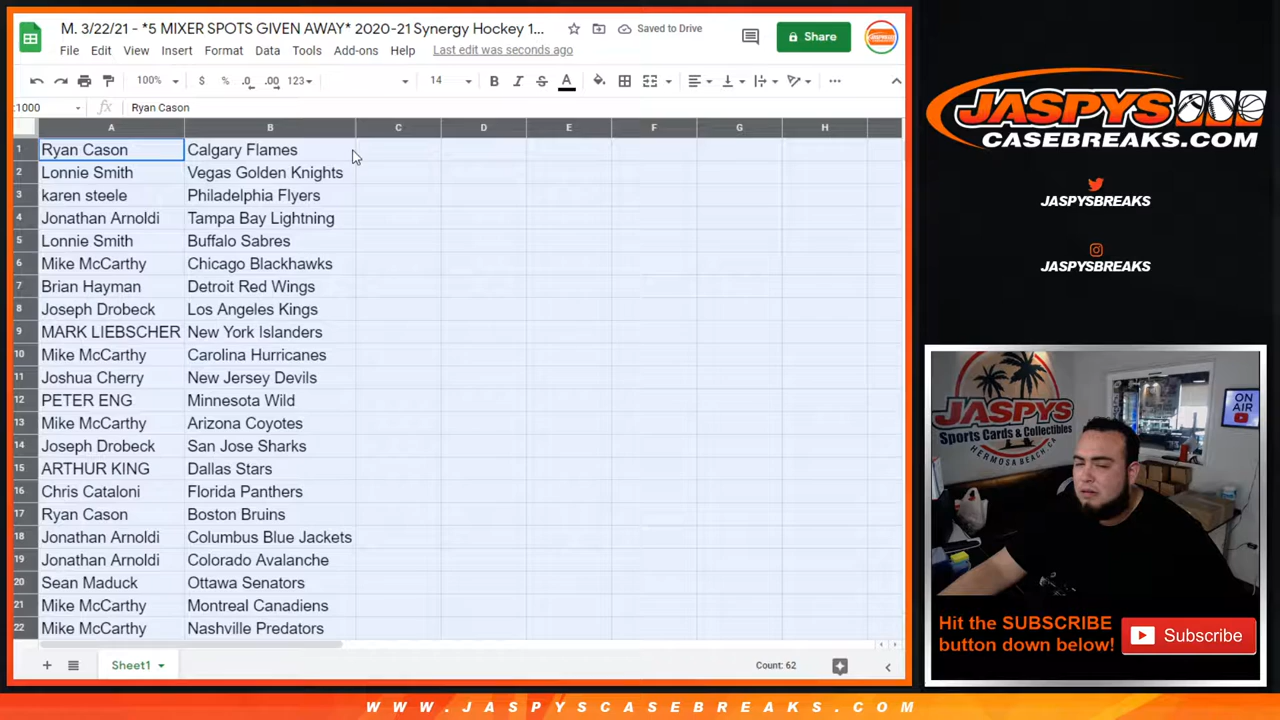 M. 3/22/21 - *5 MIXER SPOTS GIVEN AWAY* 2020-21 Synergy Hockey 1...
Saved to Drive
Share
File Edit View Insert Format Data Tools Add-ons Help Last edit was seconds ago
100% $ % .0 .00 123 14 B I S A
:1000 fx Ryan Cason
A B C D E F G H
1 Ryan Cason Calgary Flames
2 Lonnie Smith Vegas Golden Knights
3 karen steele Philadelphia Flyers
4 Jonathan Arnoldi Tampa Bay Lightning
5 Lonnie Smith Buffalo Sabres
6 Mike McCarthy Chicago Blackhawks
7 Brian Hayman Detroit Red Wings
8 Joseph Drobeck Los Angeles Kings
9 MARK LIEBSCHER New York Islanders
10 Mike McCarthy Carolina Hurricanes
11 Joshua Cherry New Jersey Devils
12 PETER ENG Minnesota Wild
13 Mike McCarthy Arizona Coyotes
14 Joseph Drobeck San Jose Sharks
15 ARTHUR KING Dallas Stars
16 Chris Cataloni Florida Panthers
17 Ryan Cason Boston Bruins
18 Jonathan Arnoldi Columbus Blue Jackets
19 Jonathan Arnoldi Colorado Avalanche
20 Sean Maduck Ottawa Senators
21 Mike McCarthy Montreal Canadiens
22 Mike McCarthy Nashville Predators
Sheet1
Count: 62
JASPYS
CASEBREAKS.COM
JASPYSBREAKS
JASPYSBREAKS
JASPYS
Sports Cards & Collectibles
HERMOSA BEACH, CA
ON
AIR
Hit the SUBSCRIBE
button down below!
Subscribe
WWW.JASPYSCASEBREAKS.COM